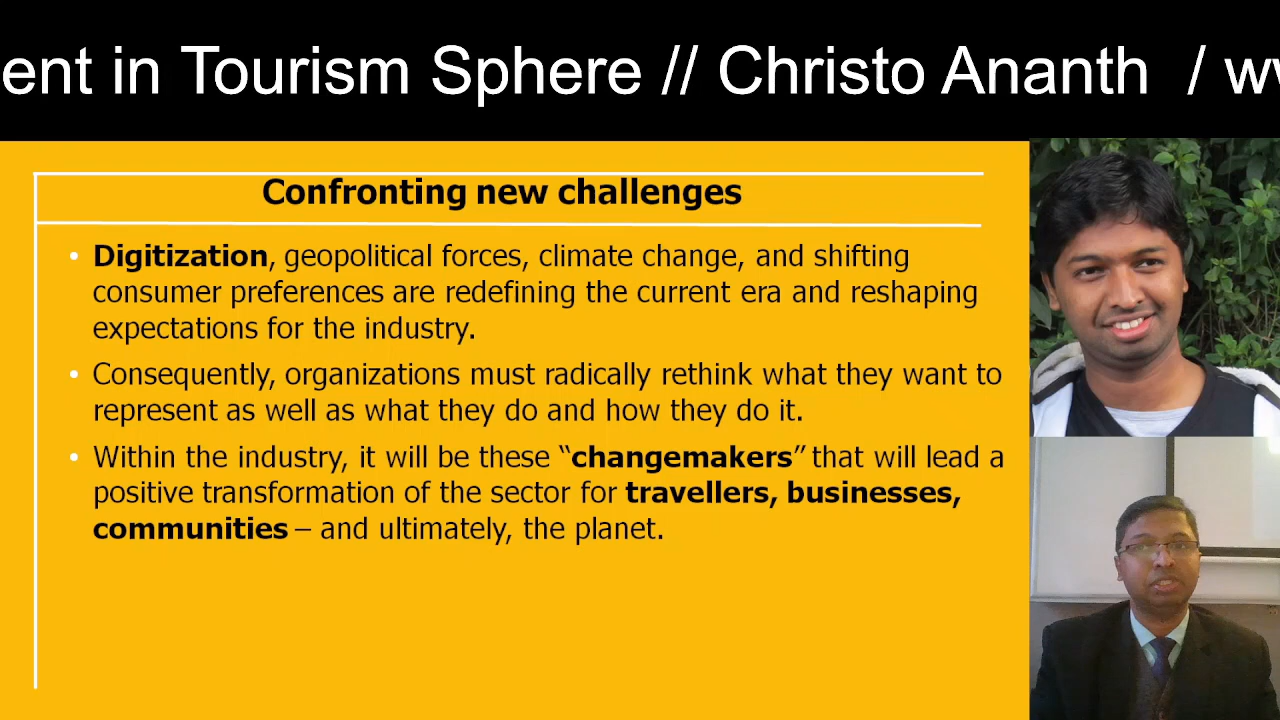 ent in Tourism Sphere // Christo Ananth / w
Confronting new challenges
• Digitization, geopolitical forces, climate change, and shifting
consumer preferences are redefining the current era and reshaping
expectations for the industry.
• Consequently, organizations must radically rethink what they want to
represent as well as what they do and how they do it.
• Within the industry, it will be these “changemakers” that will lead a
positive transformation of the sector for travellers, businesses,
communities – and ultimately, the planet.